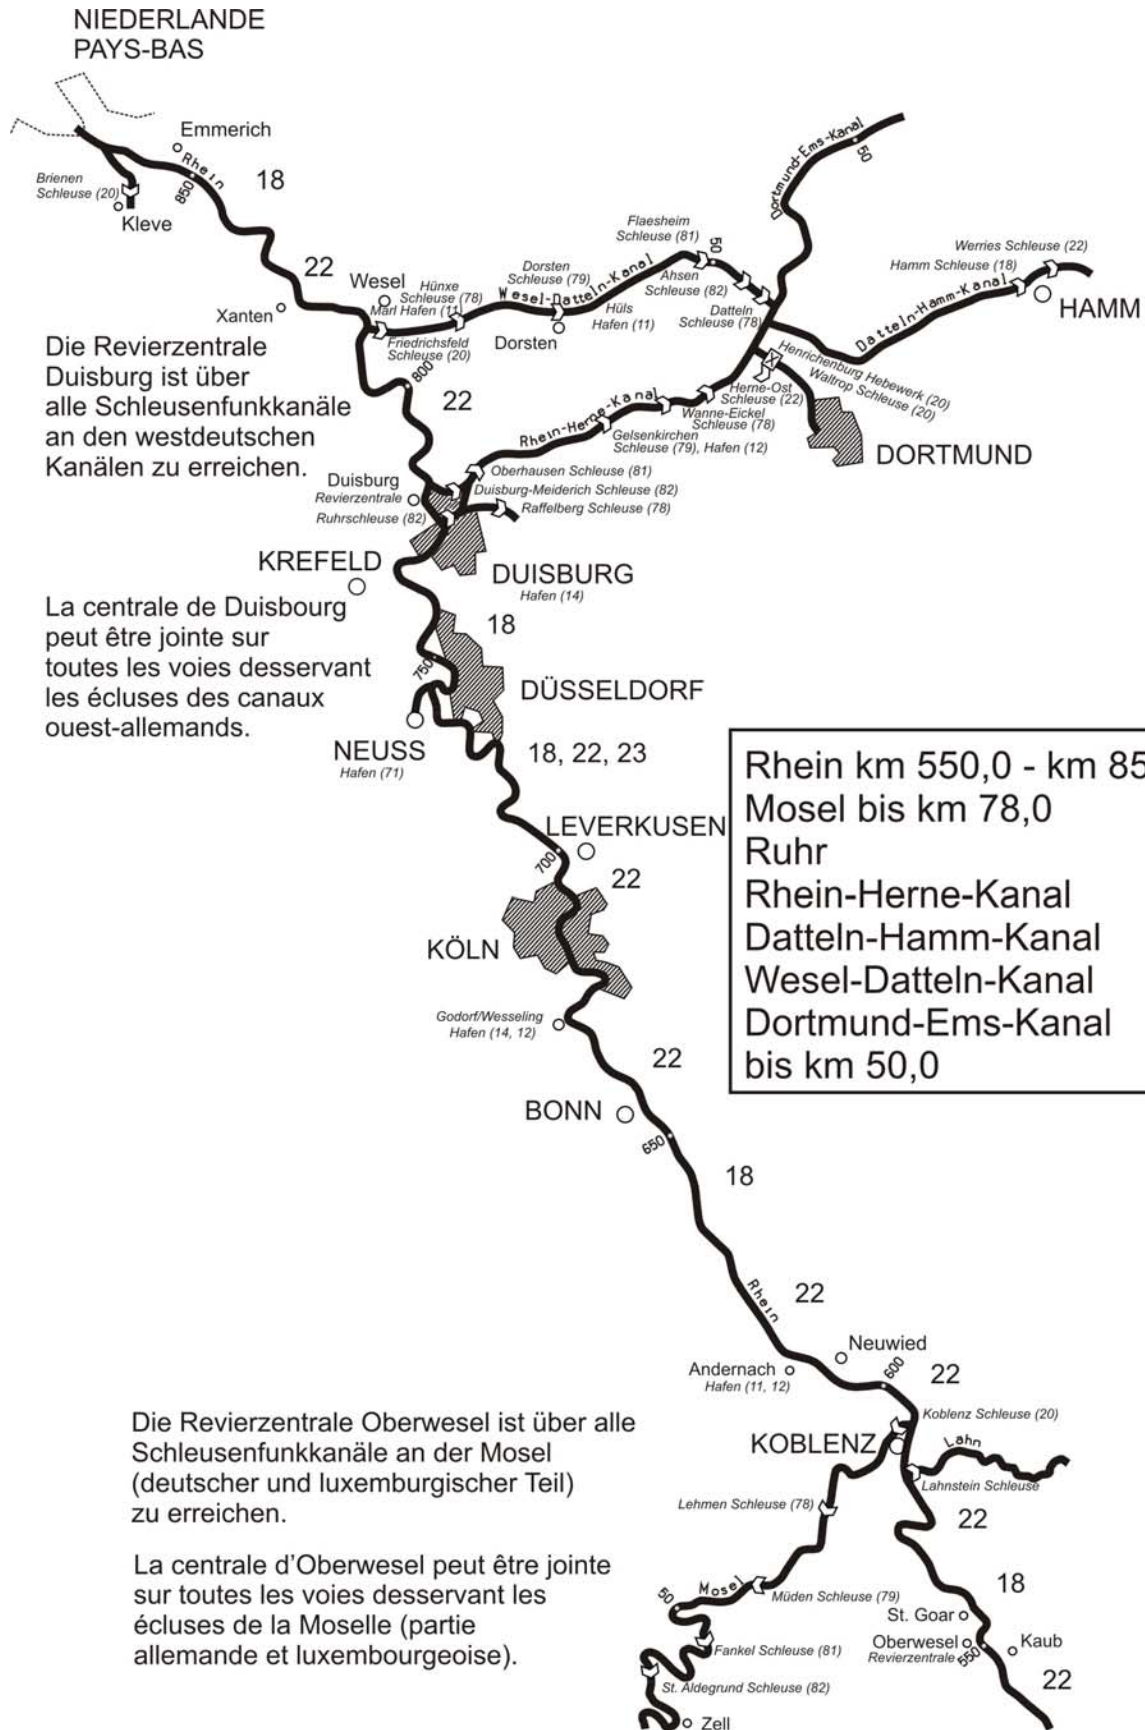 NIEDERLANDE
PAYS-BAS
Emmerich
Rhein
850
18
Brienen
Schleuse (20)
Kleve
Dortmund-Ems-Kanal
50
Flaesheim
Schleuse (81)
50
Werries Schleuse (22)
Hamm Schleuse (18)
HAMM
22
Wesel
Hünxe
Schleuse (78)
Marl Hafen (11)
Dorsten
Schleuse (79)
Wesel-Datteln-Kanal
Ahsen
Schleuse (82)
Datteln-Hamm-Kanal
Xanten
Friedrichsfeld
Schleuse (20)
Dorsten
Hüls
Hafen (11)
Datteln
Schleuse (78)
Die Revierzentrale
Duisburg ist über
alle Schleusenfunkkanäle
an den westdeutschen
Kanälen zu erreichen.
800
22
Henrichenburg Hebewerk (20)
Waltrop Schleuse (20)
Herne-Ost
Schleuse (22)
Wanne-Eickel
Schleuse (78)
Rhein-Herne-Kanal
Gelsenkirchen
Schleuse (79), Hafen (12)
DORTMUND
Duisburg
Revierzentrale
Ruhrschleuse (82)
Oberhausen Schleuse (81)
Duisburg-Meiderich Schleuse (82)
Raffelberg Schleuse (78)
KREFELD
DUISBURG
Hafen (14)
La centrale de Duisbourg
peut être jointe sur
toutes les voies desservant
les écluses des canaux
ouest-allemands.
18
750
DÜSSELDORF
NEUSS
Hafen (71)
18, 22, 23
Rhein km 550,0 - km 85
Mosel bis km 78,0
Ruhr
Rhein-Herne-Kanal
Datteln-Hamm-Kanal
Wesel-Datteln-Kanal
Dortmund-Ems-Kanal
bis km 50,0
LEVERKUSEN
700
22
KÖLN
Godorf/Wesseling
Hafen (14, 12)
22
BONN
650
18
Rhein
22
Neuwied
Andernach
Hafen (11, 12)
600
22
Koblenz Schleuse (20)
KOBLENZ
Lahn
Lahnstein Schleuse
Die Revierzentrale Oberwesel ist über alle
Schleusenfunkkanäle an der Mosel
(deutscher und luxemburgischer Teil)
zu erreichen.
Lehmen Schleuse (78)
22
La centrale d'Oberwesel peut être jointe
sur toutes les voies desservant les
écluses de la Moselle (partie
allemande et luxembourgeoise).
Mosel
50
Müden Schleuse (79)
18
St. Goar
Oberwesel
Revierzentrale
550
Kaub
Fankel Schleuse (81)
St. Aldegrund Schleuse (82)
22
Zell